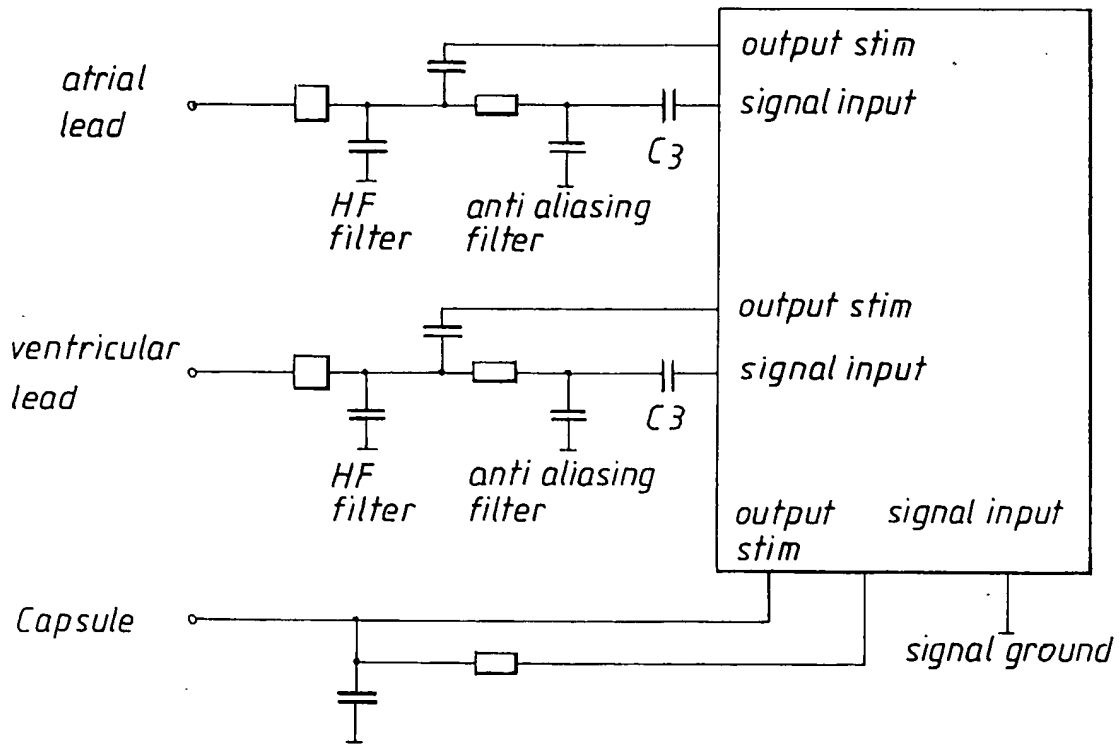 output stim
atrial
lead
signal input
C3
HF
filter
anti aliasing
filter
output stim
ventricular
lead
signal input
C3
HF
filter
anti aliasing
filter
output
stim
signal input
Capsule
signal ground